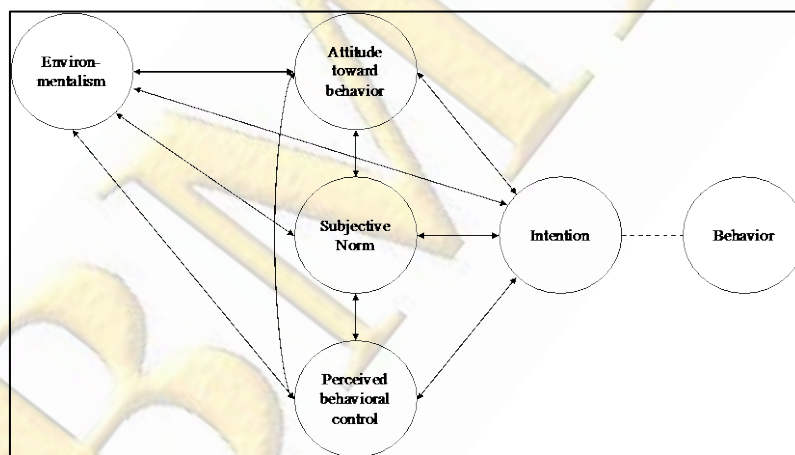 Environ-
mentalism
Attitude
toward
behavior
Subjective
Norm
Intention
Behavior
Perceived
behavioral
control